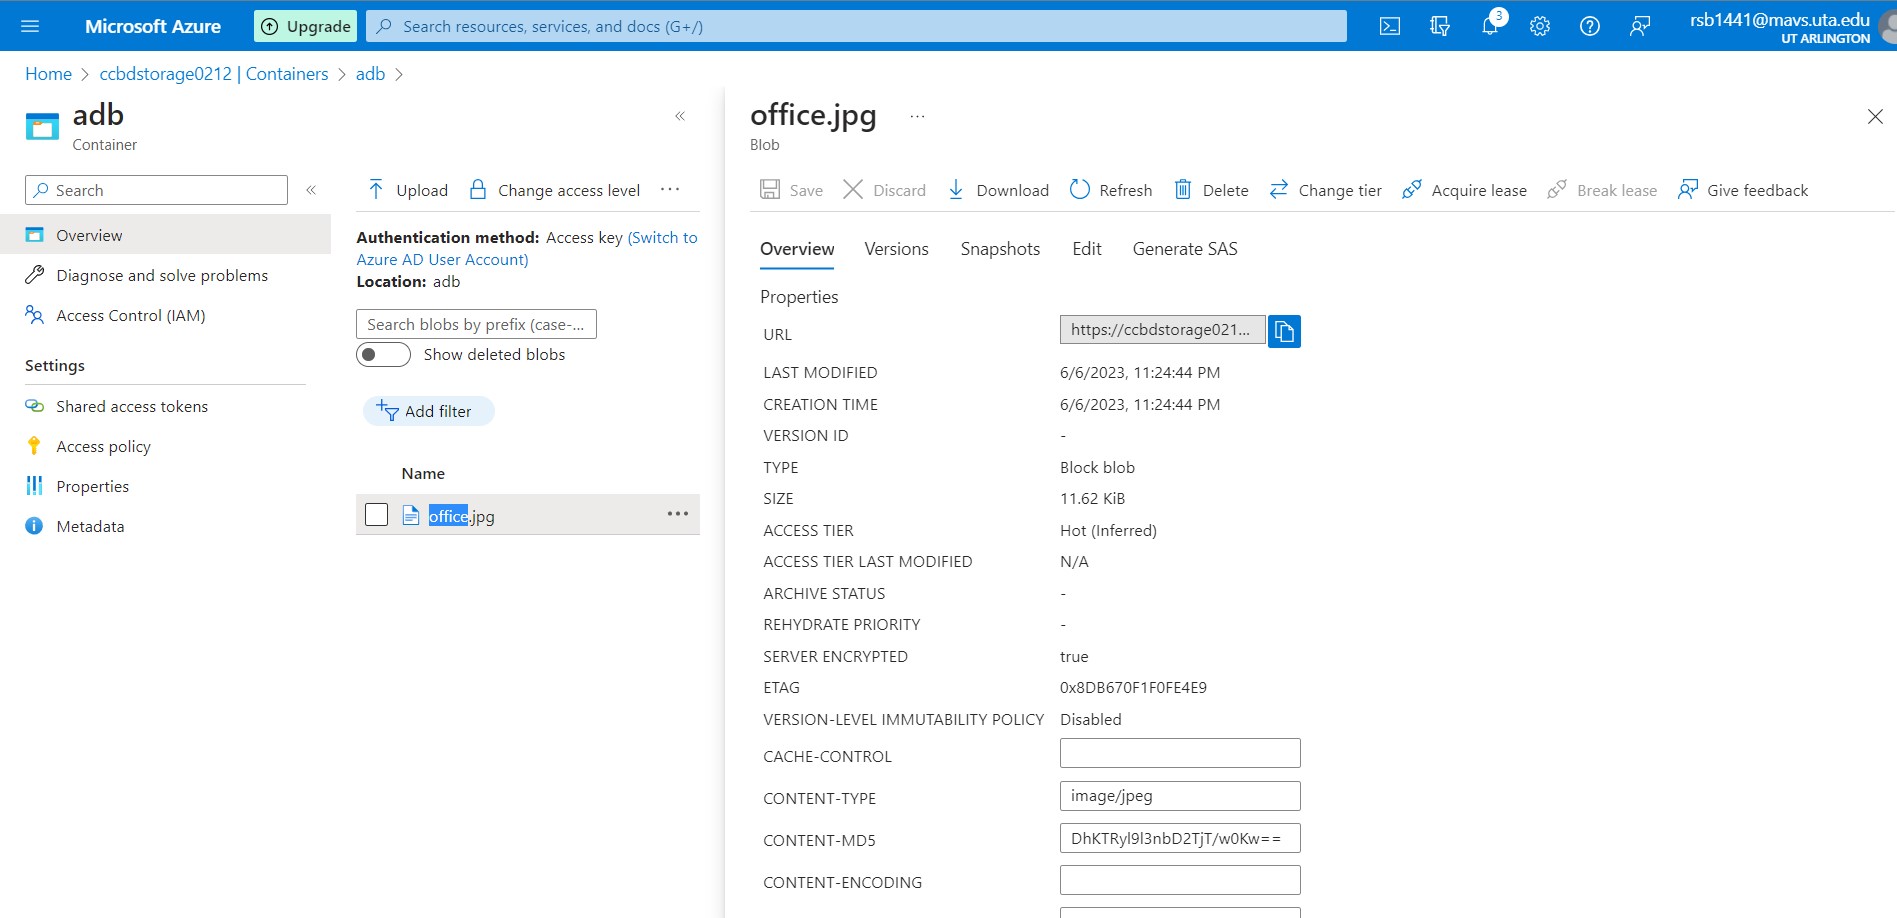 Microsoft Azure
Upgrade
Search resources, services, and docs (G+/)
3
rsb1441@mavs.uta.edu
UT ARLINGTON
Home > ccbdstorage0212 | Containers > adb >
adb
Container
«
Search
«
Overview
Diagnose and solve problems
Access Control (IAM)
Settings
Shared access tokens
Access policy
Properties
Metadata
Upload Change access level ...
Authentication method: Access key (Switch to
Azure AD User Account)
Location: adb
Search blobs by prefix (case-...
Show deleted blobs
Add filter
Name
office.jpg ...
office.jpg ...
Blob
Save Discard Download Refresh Delete Change tier Acquire lease Break lease Give feedback
Overview Versions Snapshots Edit Generate SAS
Properties
URL https://ccbdstorage021...
LAST MODIFIED 6/6/2023, 11:24:44 PM
CREATION TIME 6/6/2023, 11:24:44 PM
VERSION ID -
TYPE Block blob
SIZE 11.62 KiB
ACCESS TIER Hot (Inferred)
ACCESS TIER LAST MODIFIED N/A
ARCHIVE STATUS -
REHYDRATE PRIORITY -
SERVER ENCRYPTED true
ETAG 0x8DB670F1F0FE4E9
VERSION-LEVEL IMMUTABILITY POLICY Disabled
CACHE-CONTROL
CONTENT-TYPE image/jpeg
CONTENT-MD5 DhKTRyl9l3nbD2TjT/w0Kw==
CONTENT-ENCODING